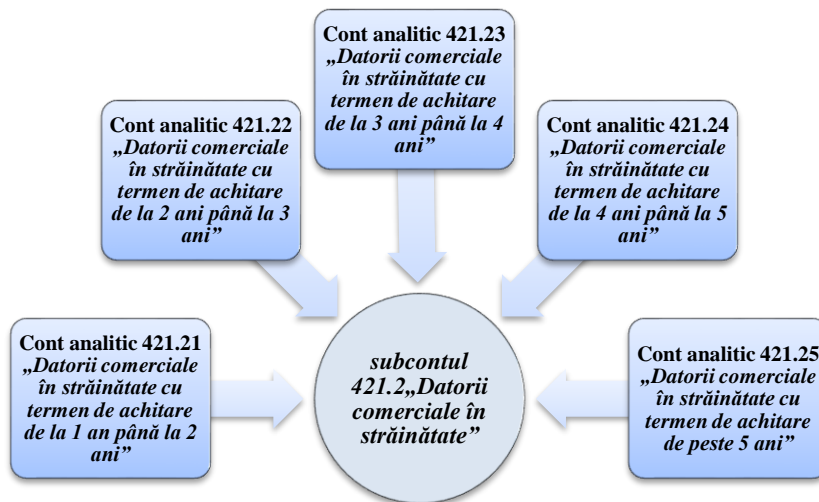 Cont analitic 421.23
„Datorii comerciale
în străinătate cu
termen de achitare
de la 3 ani până la 4
ani”
Cont analitic 421.22
„Datorii comerciale
în străinătate cu
termen de achitare
de la 2 ani până la 3
ani”
Cont analitic 421.24
„Datorii comerciale
în străinătate cu
termen de achitare
de la 4 ani până la 5
ani”
Cont analitic 421.21
„Datorii comerciale
în străinătate cu
termen de achitare
de la 1 an până la 2
ani”
subcontul
421.2„Datorii
comerciale în
străinătate”
Cont analitic 421.25
„Datorii comerciale
în străinătate cu
termen de achitare
de peste 5 ani”